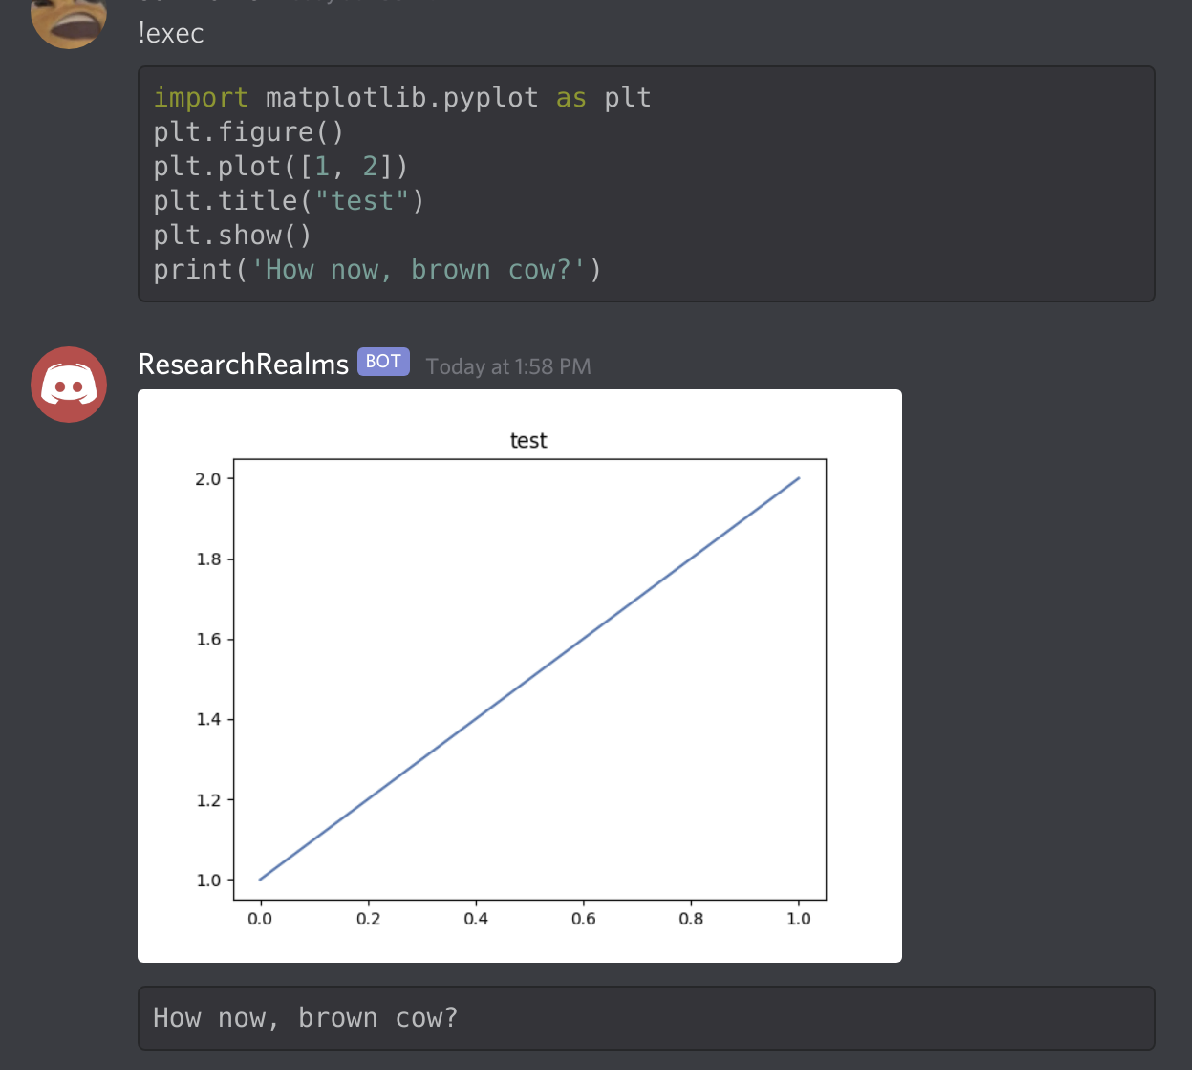 !exec
import matplotlib.pyplot as plt
plt.figure()
plt.plot([1, 2])
plt.title("test")
plt.show()
print('How now, brown cow?')
ResearchRealms BOT Today at 1:58 PM
test
2.0
1.8
1.6
1.4
1.2
1.0
0.0 0.2 0.4 0.6 0.8 1.0
How now, brown cow?